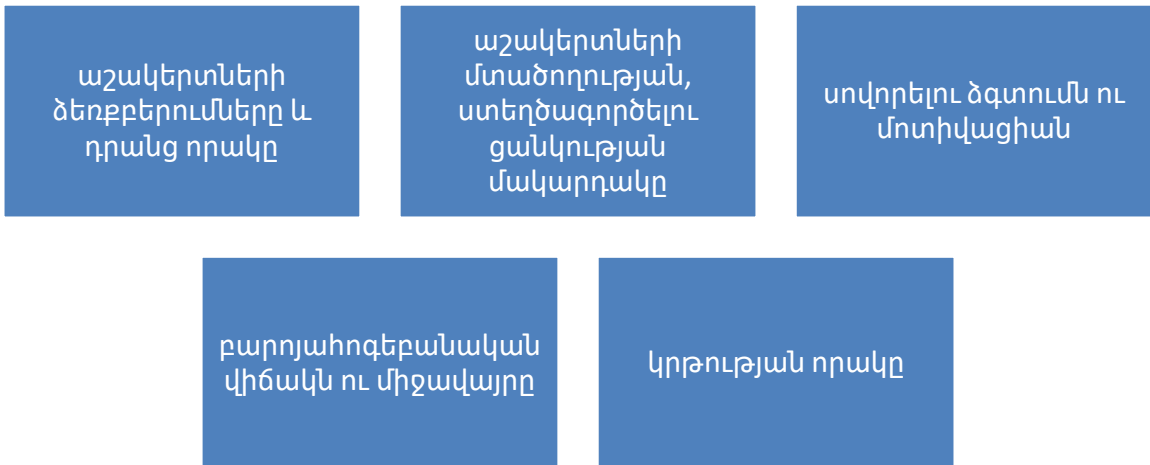 աշակերտների
ձեռքբերումները և
դրանց որակը
աշակերտների
մտածողության,
ստեղծագործելու
ցանկության
մակարդակը
սովորելու ձգտումն ու
մոտիվացիան
բարոյահոգեբանական
վիճակն ու միջավայրը
կրթության որակը